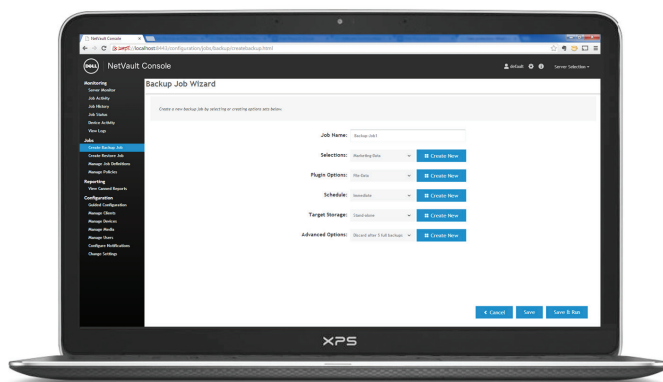 NetVault Console
https://localhost:8443/configuration/jobs/backup/createbackup.html
DELL
NetVault Console
default
Server Selection
Monitoring
Server Monitor
Job Activity
Job History
Job Status
Device Activity
View Logs
Jobs
Create Backup Job
Create Restore Job
Manage Job Definitions
Manage Policies
Reporting
View Canned Reports
Configuration
Guided Configuration
Manage Clients
Manage Devices
Manage Media
Manage Users
Configure Notifications
Change Settings
Backup Job Wizard
Create a new backup job by selecting or creating options sets below.
Job Name: Backup Job1
Selections: Marketing Data Create New
Plugin Options: File-Data Create New
Schedule: Immediate Create New
Target Storage: Stand-alone Create New
Advanced Options: Discard after 5 full backups Create New
< Cancel Save Save & Run
XPS